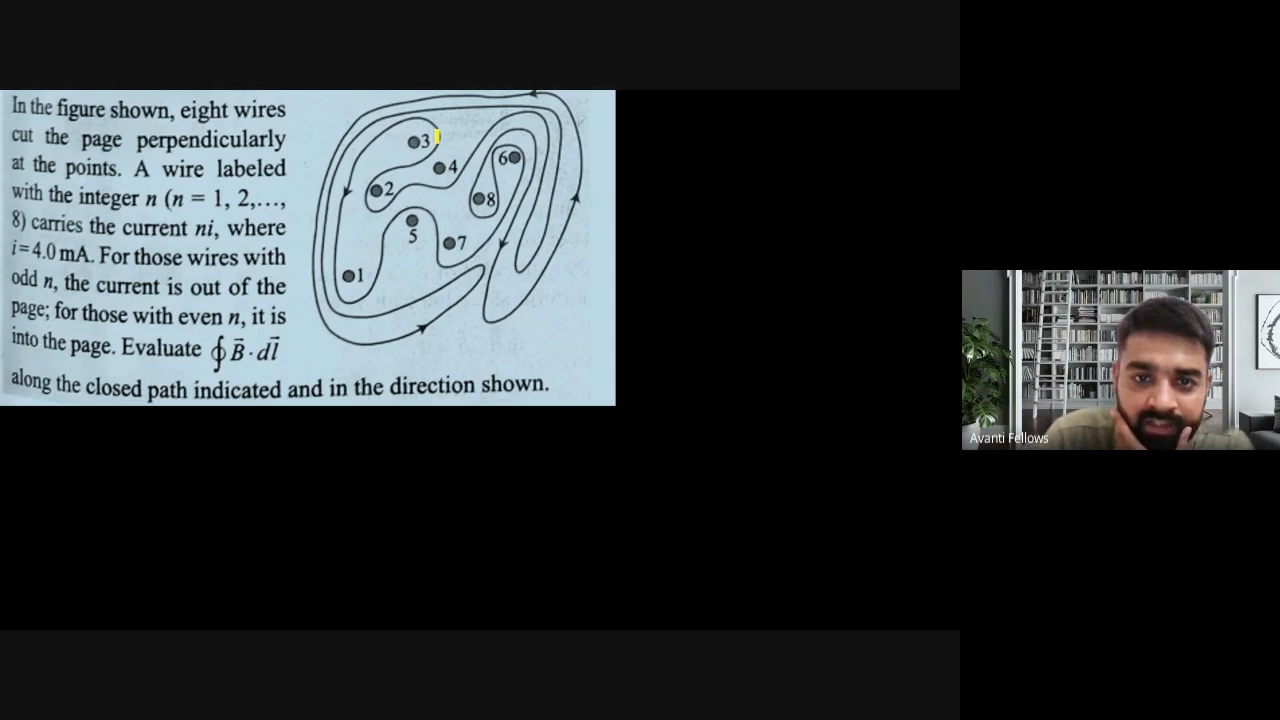 In the figure shown, eight wires
cut the page perpendicularly
at the points. A wire labeled
with the integer n (n = 1, 2,...,
8) carries the current ni, where
i=4.0 mA. For those wires with
odd n, the current is out of the
page; for those with even n, it is
into the page. Evaluate ∮B⃗·dl⃗
along the closed path indicated and in the direction shown.
3
4
6
2
8
5
7
1
Avanti Fellows